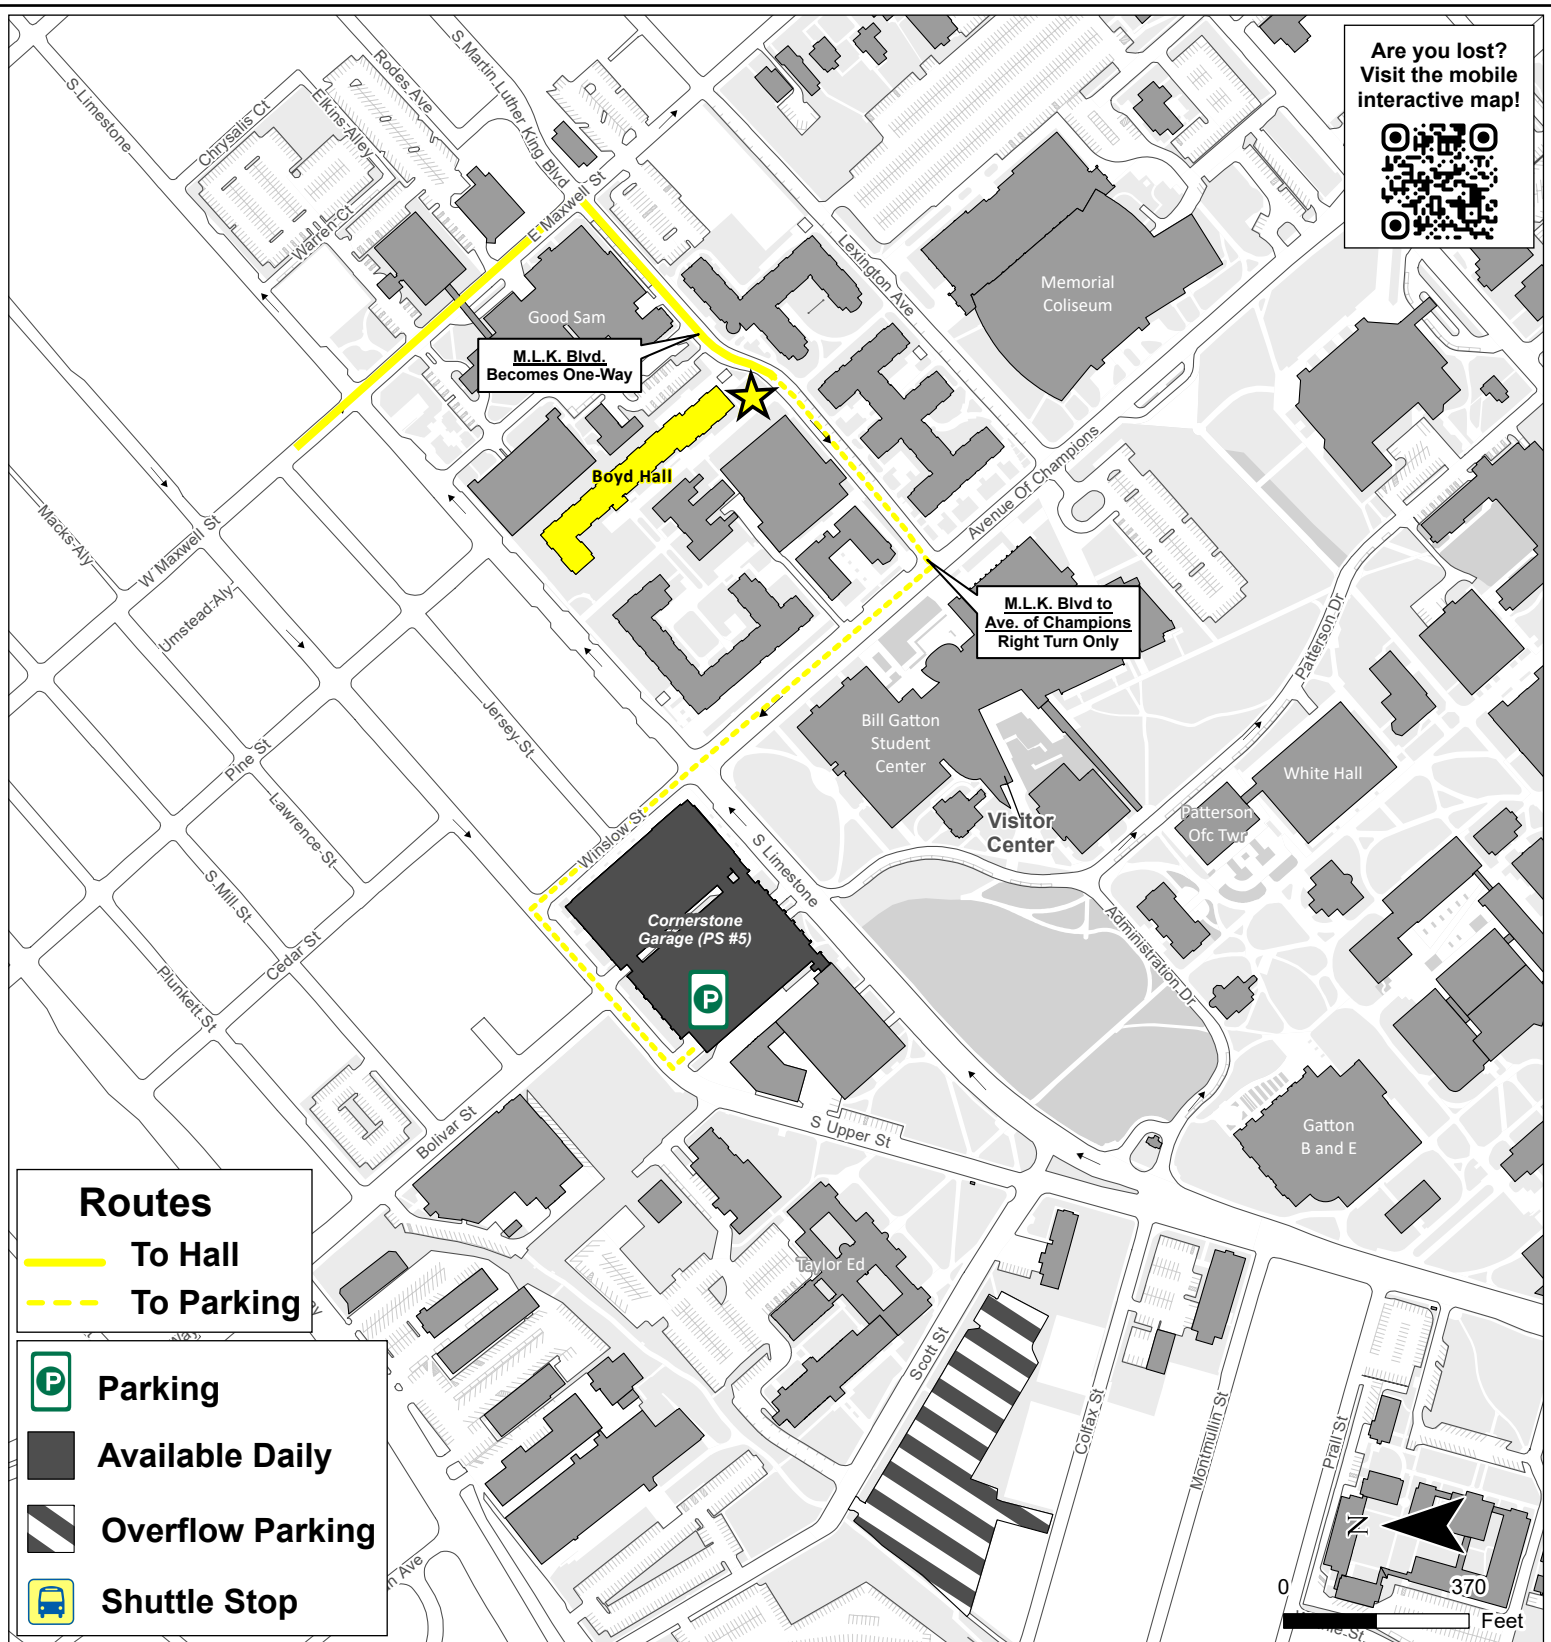 Are you lost?
Visit the mobile
interactive map!
S Limestone
Rodes Ave
S Martin Luther King Blvd
Chrysalis Ct
Elkins Alley
Warren Ct
E Maxwell St
Lexington Ave
Memorial
Coliseum
Good Sam
M.L.K. Blvd.
Becomes One-Way
Boyd Hall
Avenue Of Champions
Macks Aly
W Maxwell St
Umstead Aly
M.L.K. Blvd to
Ave. of Champions
Right Turn Only
Patterson Dr
Jersey St
Pine St
Bill Gatton
Student
Center
White Hall
Lawrence St
Winslow St
S Limestone
Visitor
Center
Patterson
Ofc Twr
S Mill St
Cornerstone
Garage (PS #5)
P
Cedar St
Plunkett St
Administration Dr
Bolivar St
S Upper St
Gatton
B and E
Taylor Ed
Scott St
Colfax St
Montmullin St
Prall St
Routes
To Hall
To Parking
P
Parking
Available Daily
Overflow Parking
Shuttle Stop
N
0
370
Feet